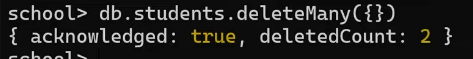 school> db.students.deleteMany({})
{ acknowledged: true, deletedCount: 2 }
school>